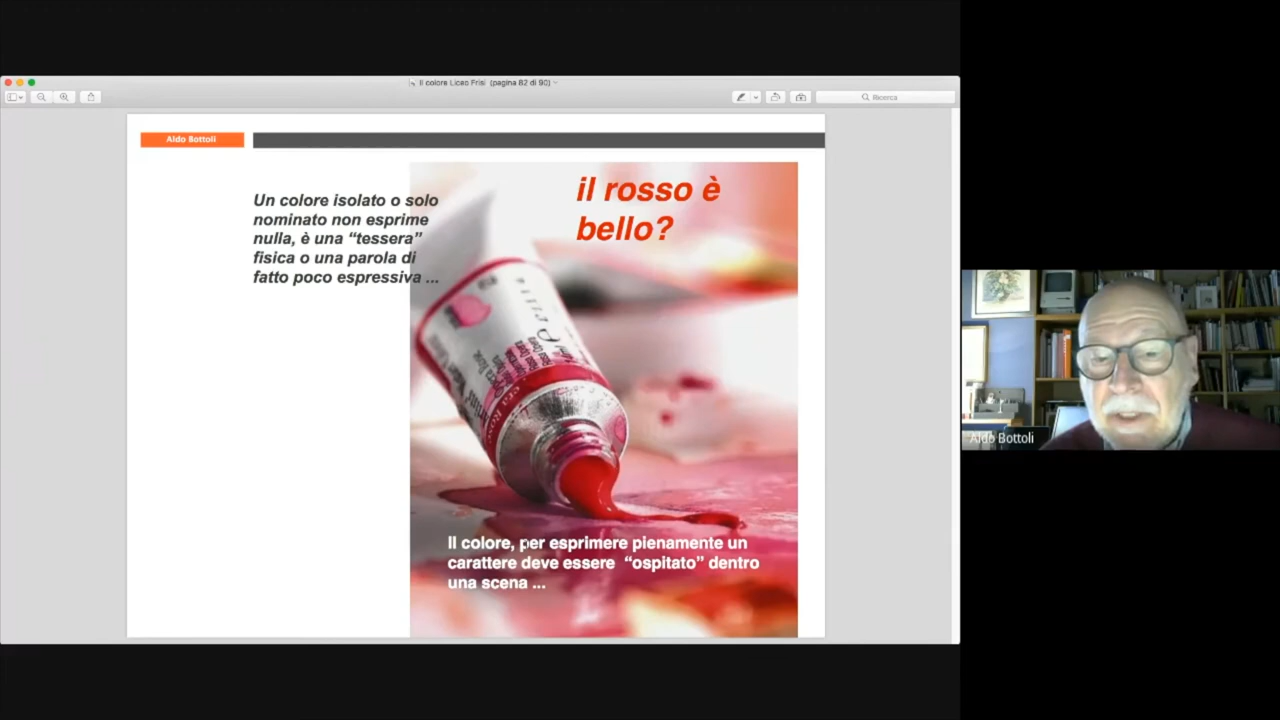 Il colore Liceo Frisi (pagina 82 di 90)
Ricerca
Aldo Bottoli
il rosso è
bello?
Un colore isolato o solo
nominato non esprime
nulla, è una “tessera”
fisica o una parola di
fatto poco espressiva ...
Il colore, per esprimere pienamente un
carattere deve essere “ospitato” dentro
una scena ...
Aldo Bottoli